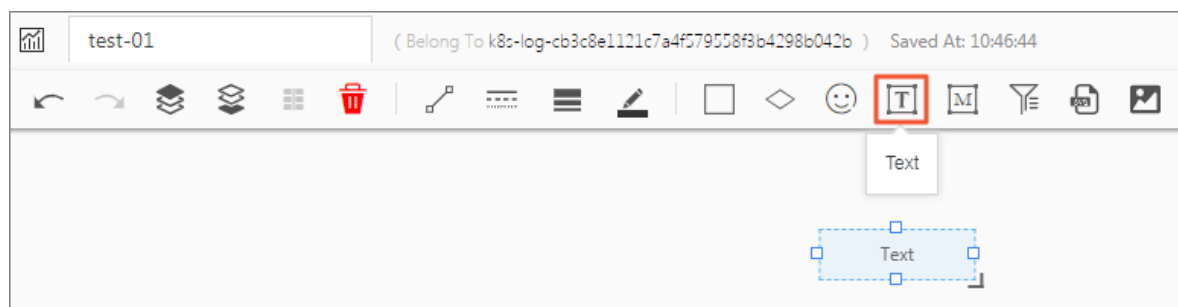 test-01 ( Belong To k8s-log-cb3c8e1121c7a4f579558f3b4298b042b ) Saved At: 10:46:44
T M
Text
Text